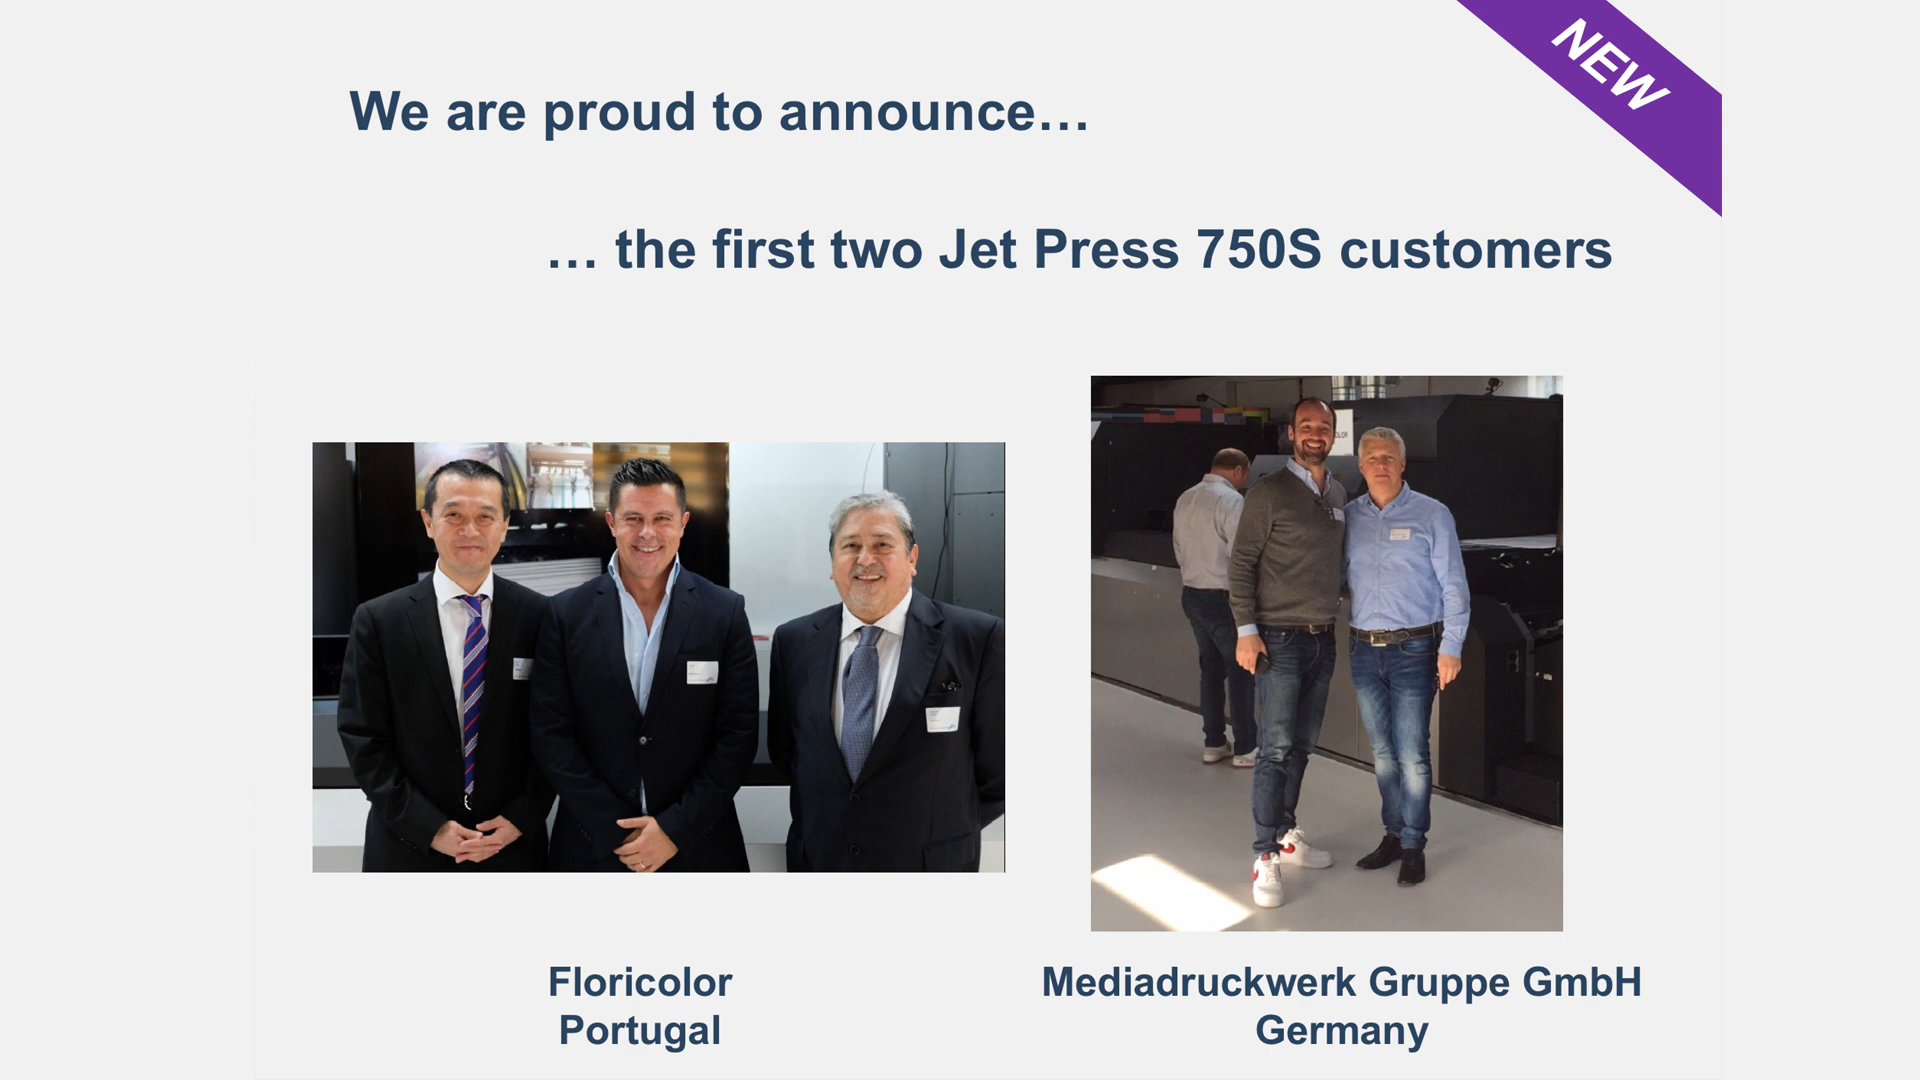 NEW
We are proud to announce…
… the first two Jet Press 750S customers
Floricolor
Portugal
Mediadruckwerk Gruppe GmbH
Germany